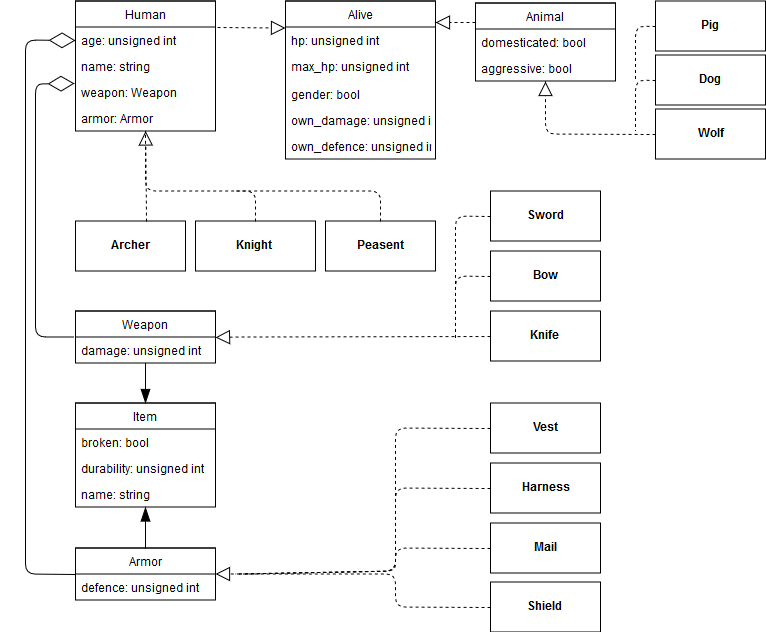 Human
age: unsigned int
name: string
weapon: Weapon
armor: Armor
Alive
hp: unsigned int
max_hp: unsigned int
gender: bool
own_damage: unsigned i
own_defence: unsigned i
Animal
domesticated: bool
aggressive: bool
Pig
Dog
Wolf
Archer
Knight
Peasent
Sword
Bow
Knife
Weapon
damage: unsigned int
Item
broken: bool
durability: unsigned int
name: string
Vest
Harness
Mail
Shield
Armor
defence: unsigned int